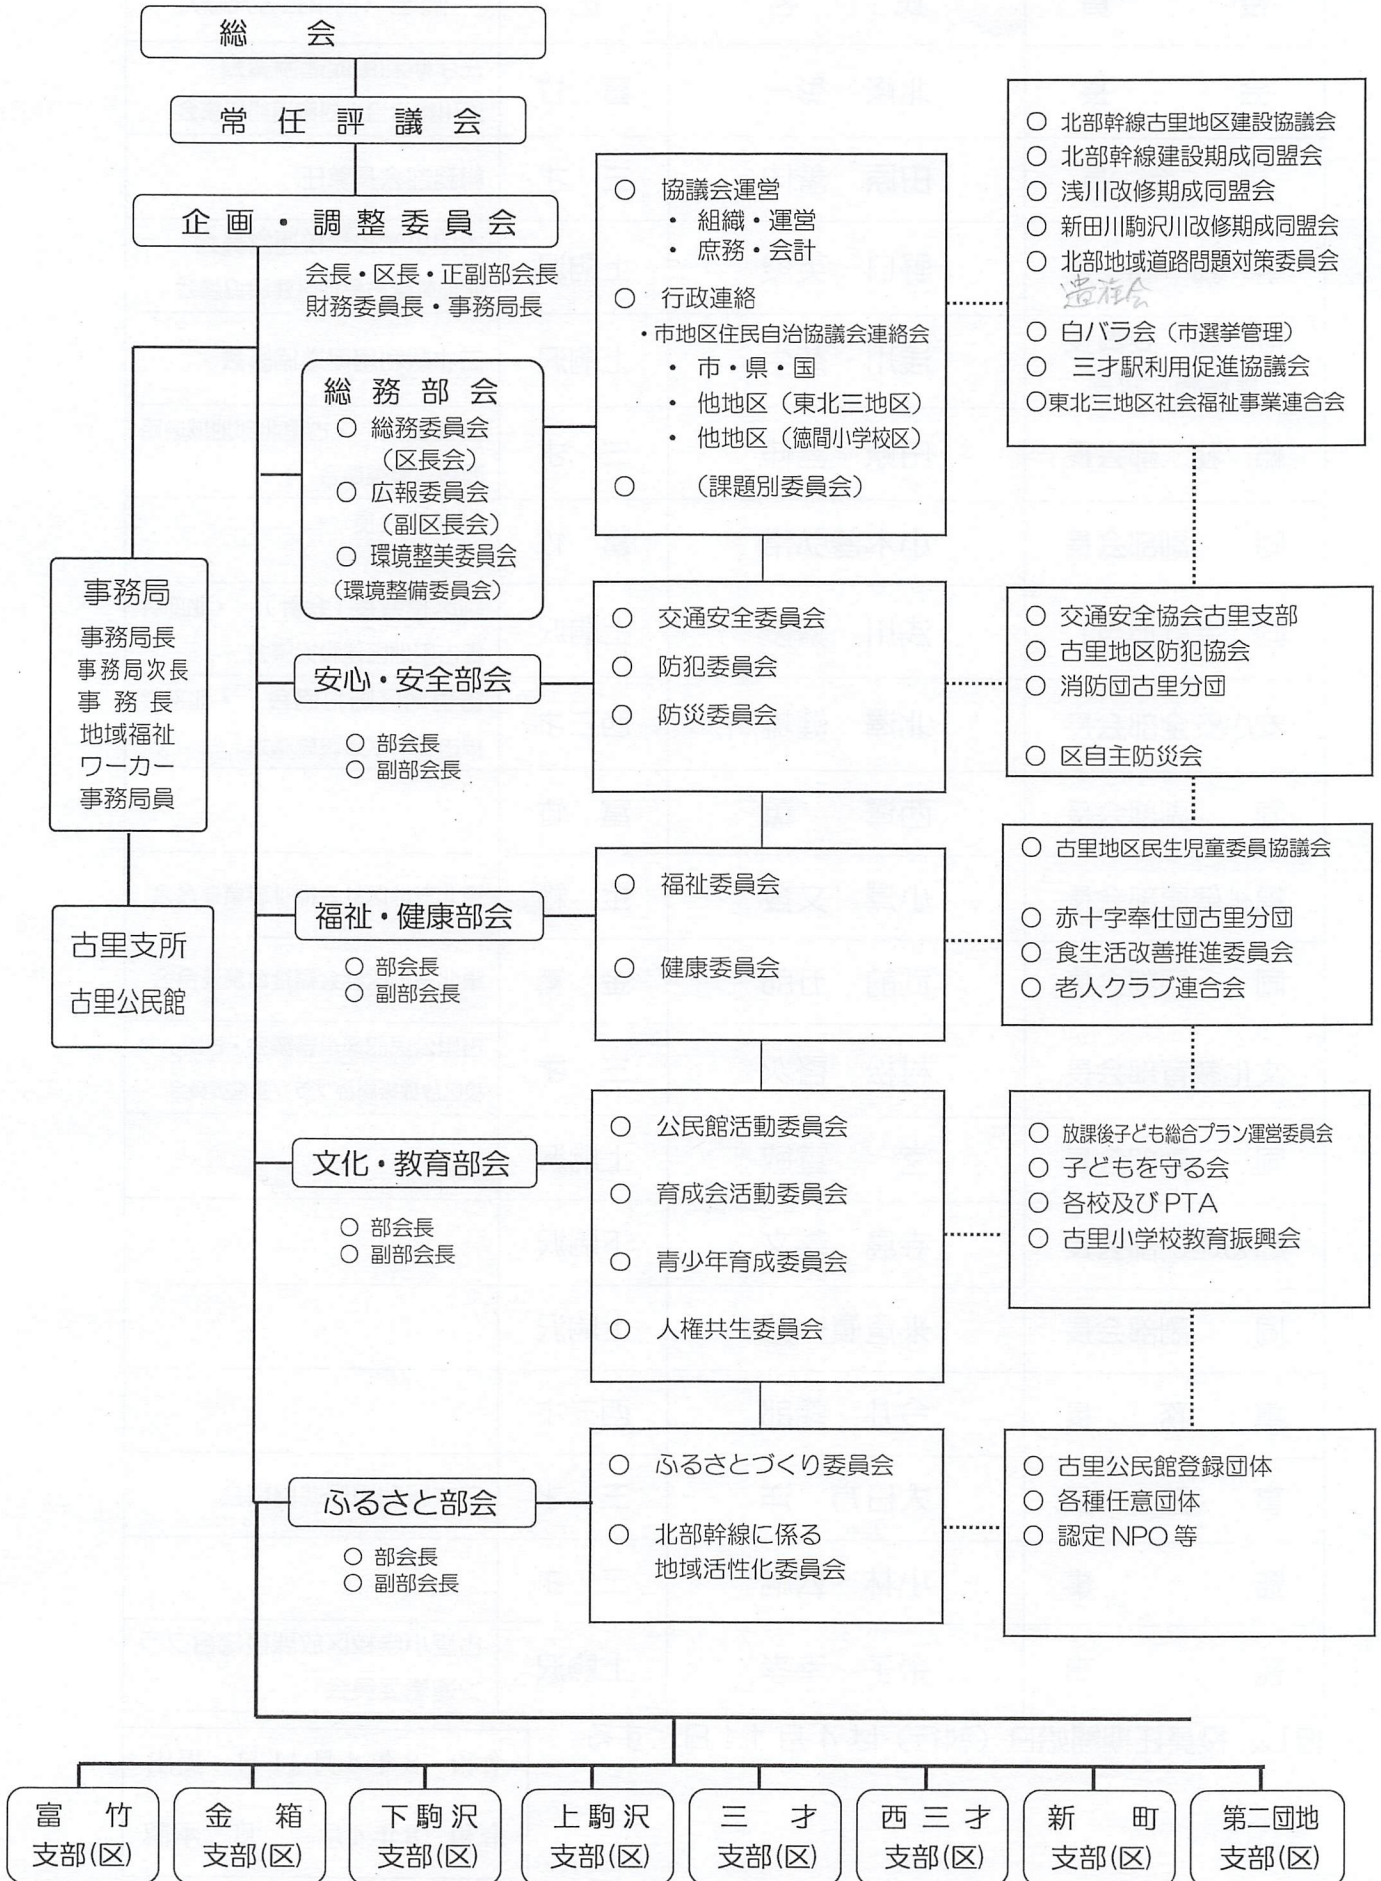 総会
常任評議会
企画・調整委員会
会長・区長・正副部会長
財務委員長・事務局長
総務部会
○ 総務委員会
(区長会)
○ 広報委員会
(副区長会)
○ 環境整美委員会
(環境整備委員会)
○ 協議会運営
・ 組織・運営
・ 庶務・会計
○ 行政連絡
・市地区住民自治協議会連絡会
・ 市・県・国
・ 他地区（東北三地区）
・ 他地区（徳間小学校区）
○ （課題別委員会）
○ 北部幹線古里地区建設協議会
○ 北部幹線建設期成同盟会
○ 浅川改修期成同盟会
○ 新田川駒沢川改修期成同盟会
○ 北部地域道路問題対策委員会
○ 白バラ会（市選挙管理）
○ 三才駅利用促進協議会
○東北三地区社会福祉事業連合会
事務局
事務局長
事務局次長
事務長
地域福祉
ワーカー
事務局員
古里支所
古里公民館
安心・安全部会
○ 部会長
○ 副部会長
○ 交通安全委員会
○ 防犯委員会
○ 防災委員会
○ 交通安全協会古里支部
○ 古里地区防犯協会
○ 消防団古里分団
○ 区自主防災会
福祉・健康部会
○ 部会長
○ 副部会長
○ 福祉委員会
○ 健康委員会
○ 古里地区民生児童委員協議会
○ 赤十字奉仕団古里分団
○ 食生活改善推進委員会
○ 老人クラブ連合会
文化・教育部会
○ 部会長
○ 副部会長
○ 公民館活動委員会
○ 育成会活動委員会
○ 青少年育成委員会
○ 人権共生委員会
○ 放課後子ども総合プラン運営委員会
○ 子どもを守る会
○ 各校及びPTA
○ 古里小学校教育振興会
ふるさと部会
○ 部会長
○ 副部会長
○ ふるさとづくり委員会
○ 北部幹線に係る
地域活性化委員会
○ 古里公民館登録団体
○ 各種任意団体
○ 認定NPO等
富竹
支部(区)
金箱
支部(区)
下駒沢
支部(区)
上駒沢
支部(区)
三才
支部(区)
西三才
支部(区)
新町
支部(区)
第二団地
支部(区)